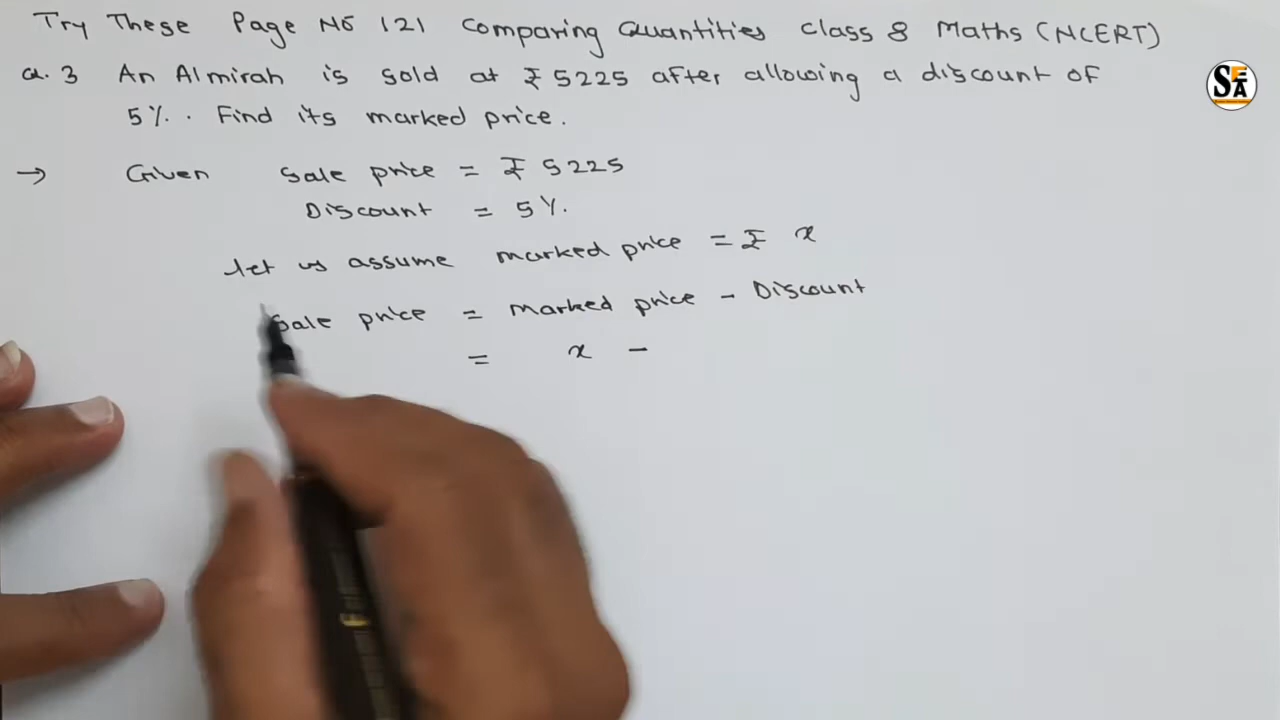 Try These Page No 121 Comparing Quantities Class 8 Maths (NCERT)
Q. 3 An Almirah is sold at ₹ 5225 after allowing a discount of
5%. Find its marked price.
→ Given Sale price = ₹ 5225
Discount = 5%.
let us assume marked price = ₹ x
Sale price = marked price - Discount
= x -
SFTA